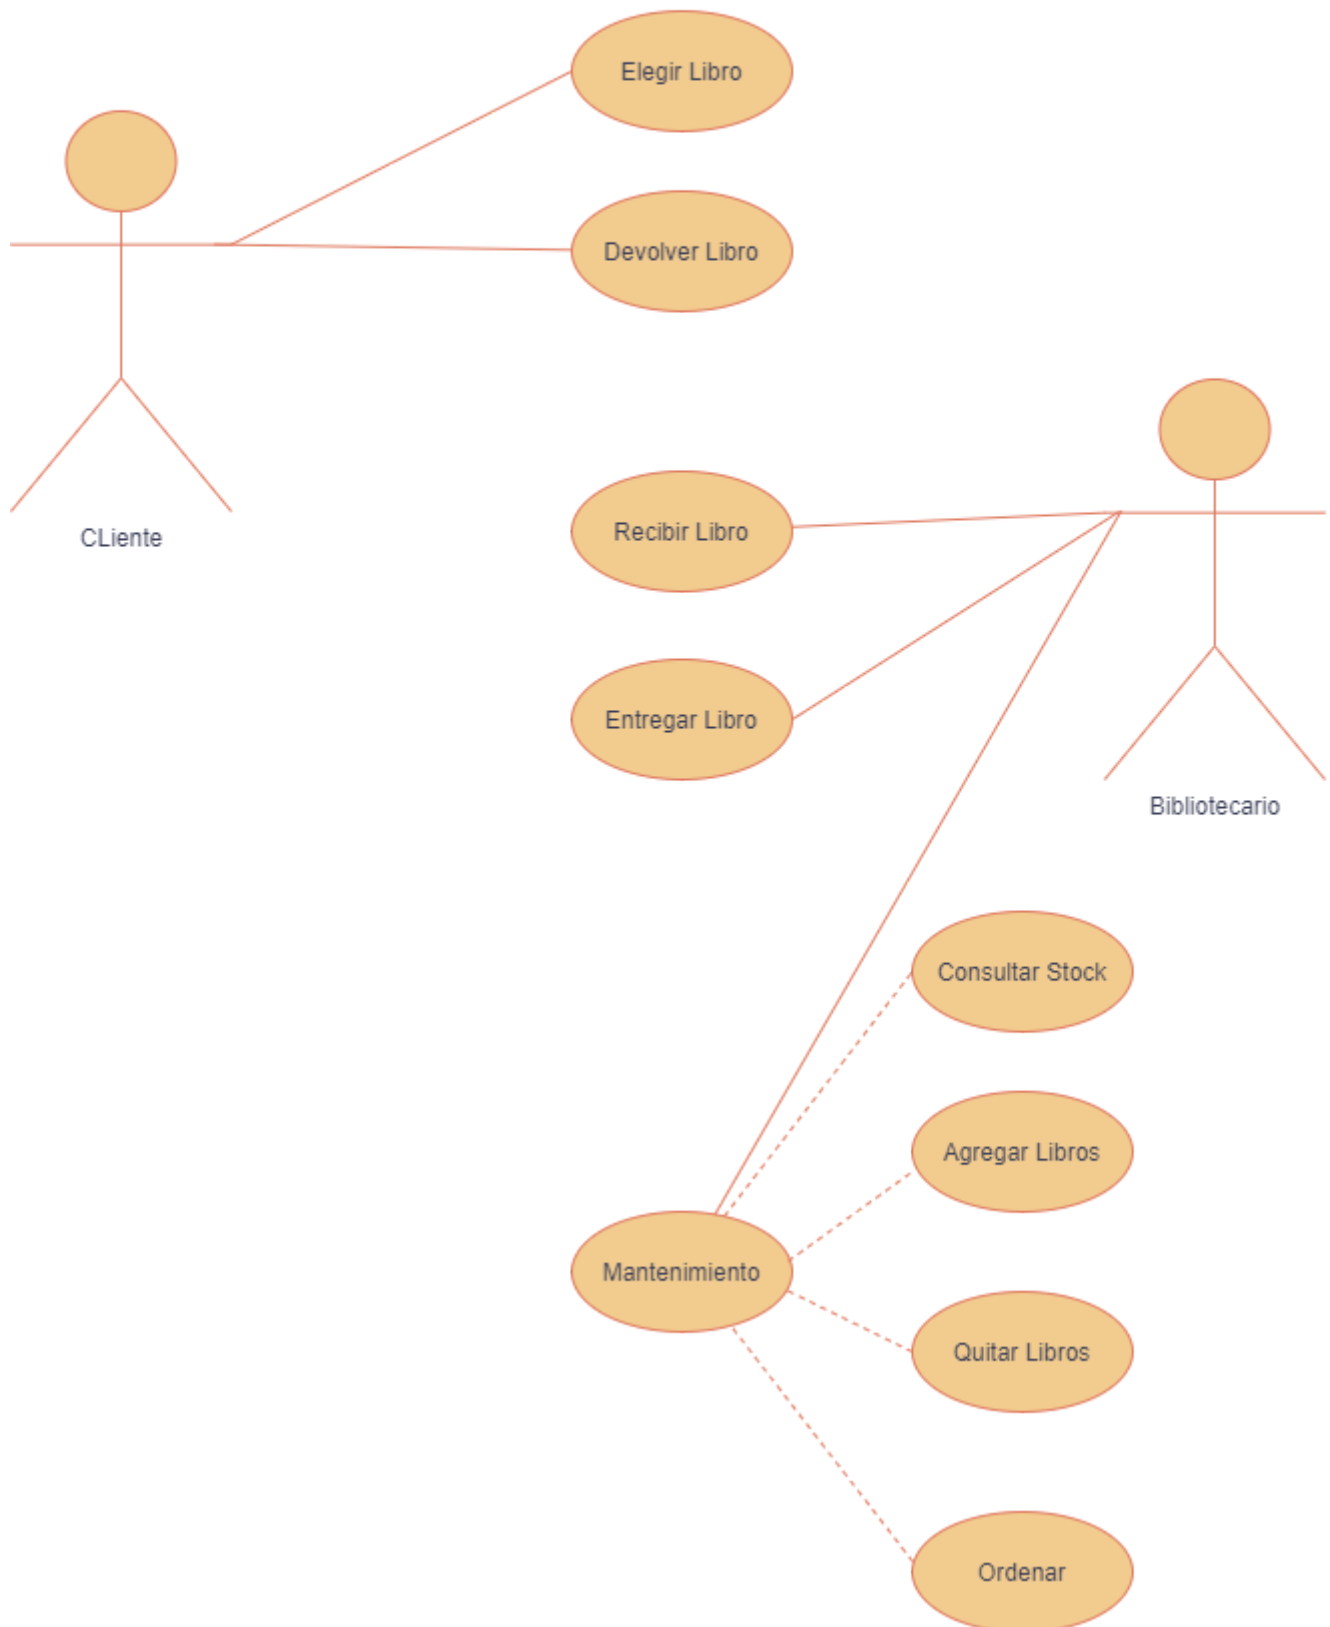 Elegir Libro
Devolver Libro
CLiente
Recibir Libro
Entregar Libro
Bibliotecario
Consultar Stock
Agregar Libros
Mantenimiento
Quitar Libros
Ordenar